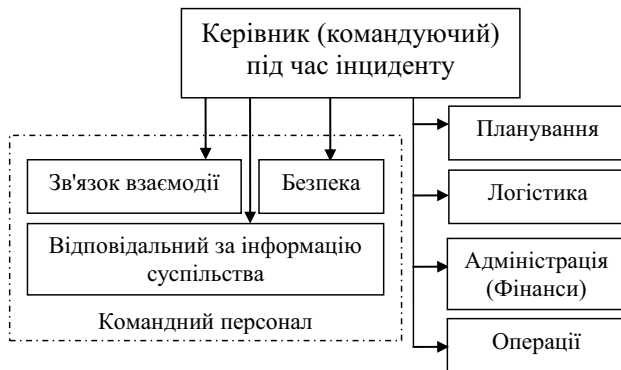 Керівник (командуючий)
під час інциденту
Зв'язок взаємодії
Безпека
Відповідальний за інформацію
суспільства
Командний персонал
Планування
Логістика
Адміністрація
(Фінанси)
Операції